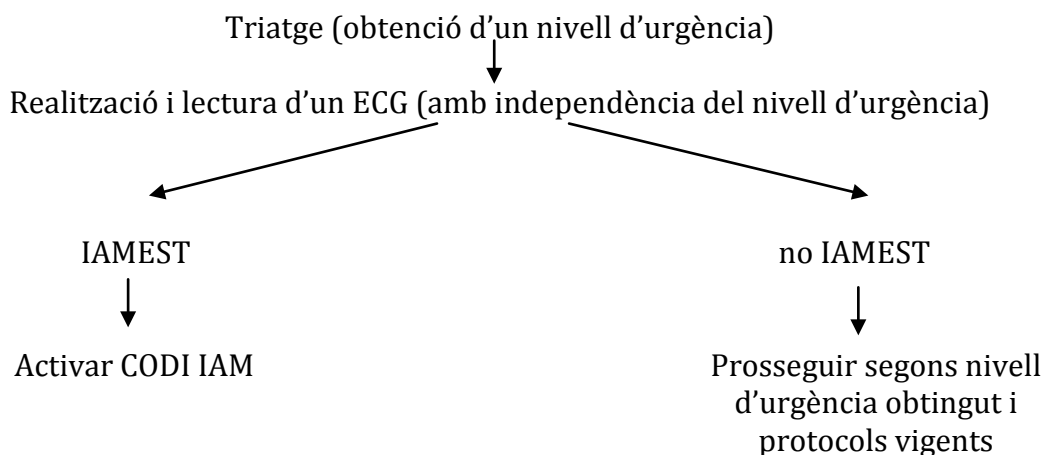 Triatge (obtenció d’un nivell d’urgència)
Realització i lectura d’un ECG (amb independència del nivell d’urgència)
IAMEST
no IAMEST
Activar CODI IAM
Prosseguir segons nivell
d’urgència obtingut i
protocols vigents